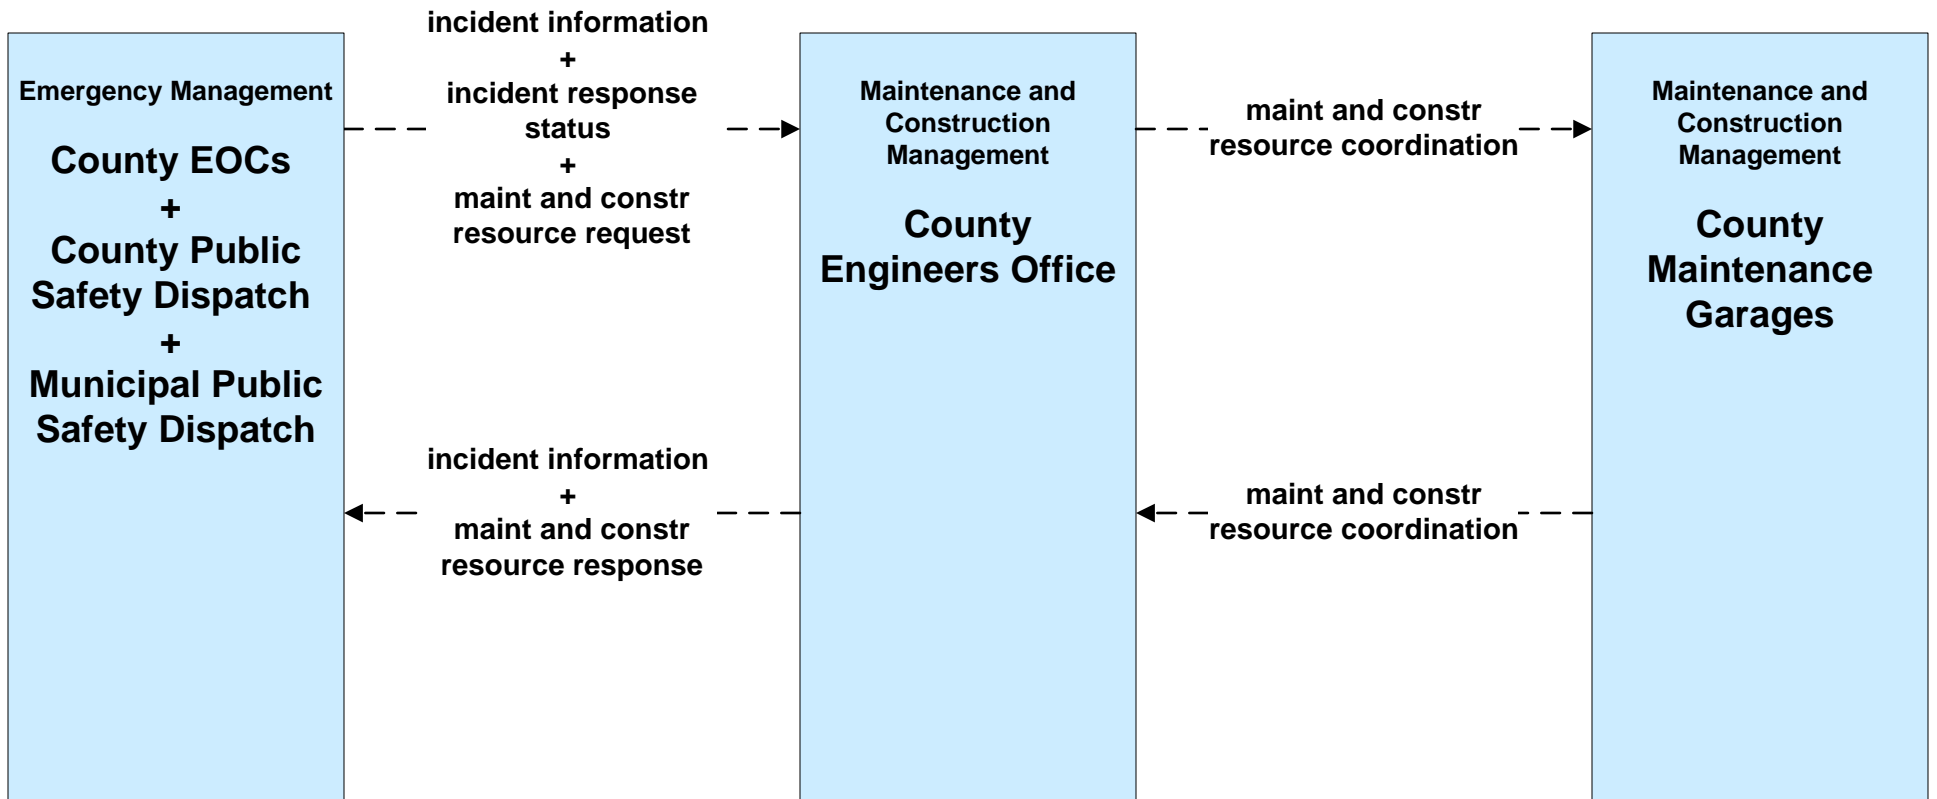 Emergency Management
County EOCs
+
County Public
Safety Dispatch
+
Municipal Public
Safety Dispatch
incident information
+
incident response
status
+
maint and constr
resource request
incident information
+
maint and constr
resource response
Maintenance and
Construction
Management
County
Engineers Office
maint and constr
resource coordination
maint and constr
resource coordination
Maintenance and
Construction
Management
County
Maintenance
Garages